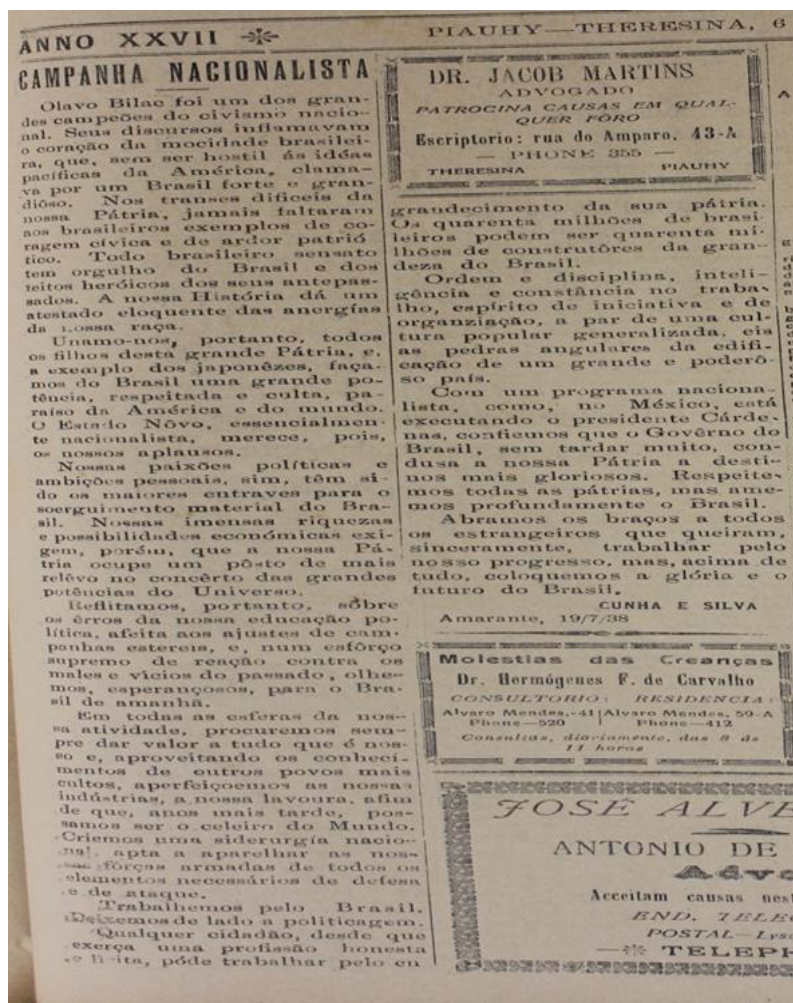 ANNO XXVII
PIAUHY—THERESINA, 6
CAMPANHA NACIONALISTA
Olavo Bilac foi um dos gran-
des campeões do civismo nacio-
nal. Seus discursos inflamavam
o coração da mocidade brasilei-
ra, que, sem ser hostil ás idéas
pacíficas da América, clama-
va por um Brasil forte e gran-
diôso. Nos transes dificeis da
nossa Pátria, jamais faltaram
aos brasileiros exemplos de co-
ragem cívica e de ardor patrió
tico. Todo brasileiro sensato
tem orgulho do Brasil e dos
feitos heróicos dos seus antepas-
sados. A nossa História dá um
atestado eloquente das anergías
da nossa raça.
Unamo-nos, portanto, todos
os filhos desta grande Pátria, e,
a exemplo dos japonêzes, faça-
mos do Brasil uma grande po-
tência, respeitada e culta, pa-
raíso da América e do mundo.
O Estado Nôvo, essencialmen-
te nacionalista, merece, pois,
os nossos aplausos.
Nossas paixões políticas e
ambições pessoais, sim, têm si-
do os maiores entraves para o
soerguimento material do Bra-
sil. Nossas imensas riquezas
e possibilidades económicas exi-
gem, porém, que a nossa Pá-
tria ocupe um pôsto de mais
relêvo no concêrto das grandes
potências do Universo.
Reflitamos, portanto, sôbre
os êrros da nossa educação po-
lítica, afeita aos ajustes de cam-
panhas estereis, e, num esfôrço
supremo de reação contra os
males e vicios do passado, olhe-
mos, esperançosos, para o Bra-
sil de amanhã.
Em todas as esferas da nos-
sa atividade, procuremos sem-
pre dar valor a tudo que é nos-
so e, aproveitando os conheci-
mentos de outros povos mais
cultos, aperfeiçoemos as nossas
indústrias, a nossa lavoura, afim
de que, anos mais tarde, pos-
samos ser o celeiro do Mundo.
Criemos uma siderurgía nacio-
nal, apta a aparelhar as nos-
sas fôrças armadas de todos os
elementos necessários de defesa
e de ataque.
Trabalhemos pelo Brasil.
Deixemos de lado a politicagem.
Qualquer cidadão, desde que
exerça uma profissão honesta
e lícita, póde trabalhar pelo en
DR. JACOB MARTINS
ADVOGADO
PATROCINA CAUSAS EM QUAL-
QUER FÔRO
Escriptorio: rua do Amparo, 43-A
— PHONE 355 —
THERESINA PIAUHY
grandecimento da sua pátria.
Os quarenta milhões de brasi
leiros podem ser quarenta mi-
lhões de construtôres da gran-
deza do Brasil.
Ordem e disciplina, inteli-
gência e constância no traba-
lho, espírito de iniciativa e de
organziação, a par de uma cul-
tura popular generalizada, eis
as pedras angulares da edifi-
cação de um grande e poderô-
so país.
Com um programa naciona-
lista, como, no México, está
executando o presidente Cárde-
nas, confiemos que o Govêrno do
Brasil, sem tardar muito, con-
dusa a nossa Pátria a desti-
nos mais gloriosos. Respeite-
mos todas as pátrias, mas ame-
mos profundamente o Brasil.
Abramos os braços a todos
os estrangeiros que queiram,
sinceramente, trabalhar pelo
nosso progresso, mas, acima de
tudo, coloquemos a glória e o
futuro do Brasil.
CUNHA E SILVA
Amarante, 19/7/38
Molestias das Creanças
Dr. Hermógenes F. de Carvalho
CONSULTORIO: RESIDENCIA:
Alvaro Mendes,-41 Alvaro Mendes, 59-A
Phone—520 Phone—412
Consultas, diariamente, das 8 ás
11 horas
JOSE ALVE
ANTONIO DE
Advo
Acceitam causas nest
END. TELEG
POSTAL—Lysa
TELEPH